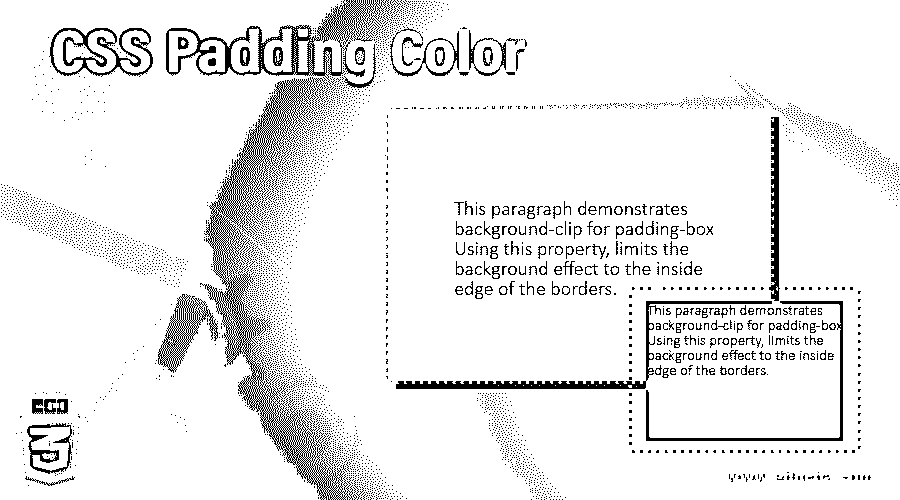 CSS Padding Color
This paragraph demonstrates
background-clip for padding-box
Using this property, limits the
background effect to the inside
edge of the borders.
This paragraph demonstrates
background-clip for padding-box
Using this property, limits the
background effect to the inside
edge of the borders.
3